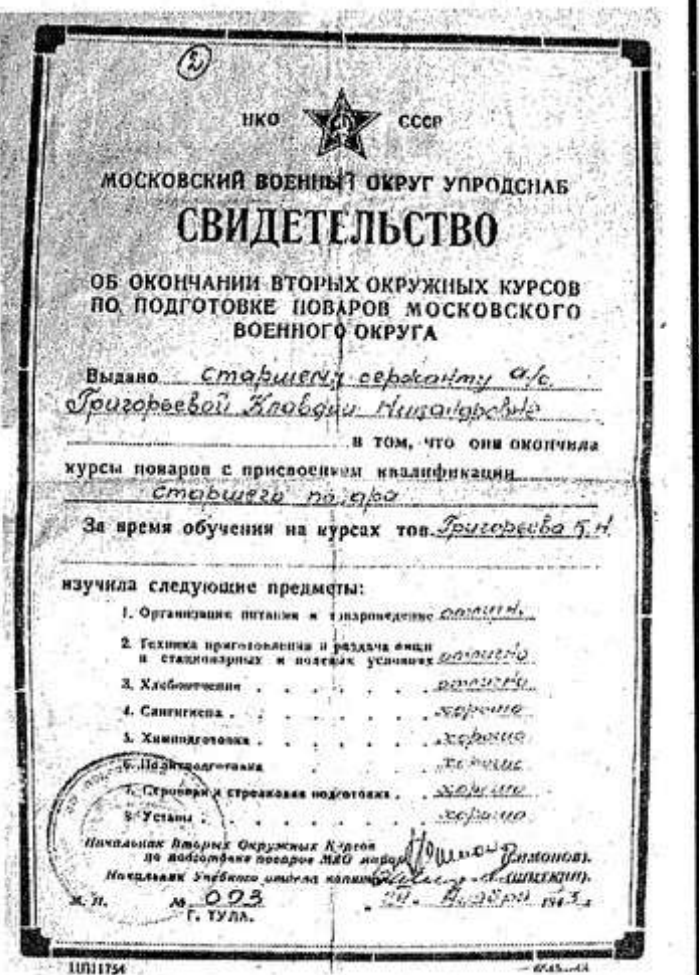 2
НКО СССР
МОСКОВСКИЙ ВОЕННЫЙ ОКРУГ УПРОДСНАБ
СВИДЕТЕЛЬСТВО
ОБ ОКОНЧАНИИ ВТОРЫХ ОКРУЖНЫХ КУРСОВ
ПО ПОДГОТОВКЕ ПОВАРОВ МОСКОВСКОГО
ВОЕННОГО ОКРУГА
Выдано старшему сержанту а/с.
Григорьевой Клавдии Никандровне
в том, что она окончила
курсы поваров с присвоением квалификации
старшего повара
За время обучения на курсах тов. Григорьева К.Н.
изучила следующие предметы:
1. Организация питания и товароведение отличн.
2. Техника приготовления и раздача пищи
в стационарных и полевых условиях отлично
3. Хлебопечение отлично
4. Сангигиена хорошо
5. Химподготовка хорошо
6. Политподготовка хорошо
7. Строевая и стрелковая подготовка хорошо
8. Уставы хорошо
Начальник Вторых Окружных Курсов
по подготовке поваров МВО майор (СИМОНОВ).
Начальник Учебного отдела капитан (ШИШКИН).
М. П. № 093 ноября 1943 г.
Г. ТУЛА.